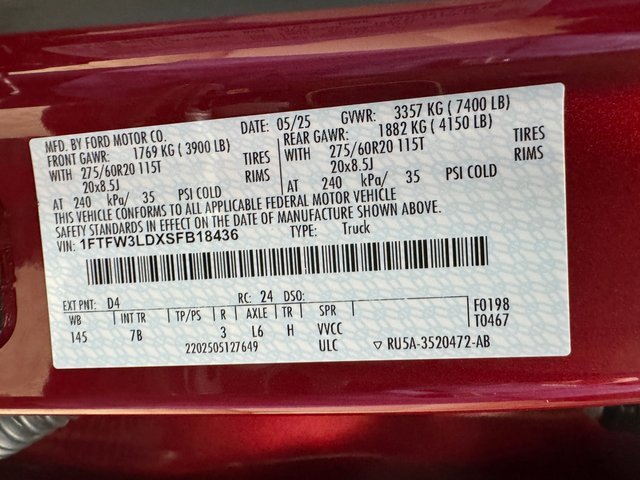 MFD. BY FORD MOTOR CO. DATE: 05/25 GVWR: 3357 KG ( 7400 LB)
FRONT GAWR: 1769 KG ( 3900 LB) REAR GAWR: 1882 KG ( 4150 LB)
WITH 275/60R20 115T TIRES WITH 275/60R20 115T TIRES
20x8.5J RIMS 20x8.5J RIMS
AT 240 kPa/ 35 PSI COLD AT 240 kPa/ 35 PSI COLD
THIS VEHICLE CONFORMS TO ALL APPLICABLE FEDERAL MOTOR VEHICLE
SAFETY STANDARDS IN EFFECT ON THE DATE OF MANUFACTURE SHOWN ABOVE.
VIN: 1FTFW3LDXSFB18436 TYPE: Truck
EXT PNT: D4 RC: 24 DSO: F0198
WB INT TR TP/PS R AXLE TR SPR T0467
145 7B 3 L6 H VVCC
2202505127649 ULC ▼ RU5A-3520472-AB